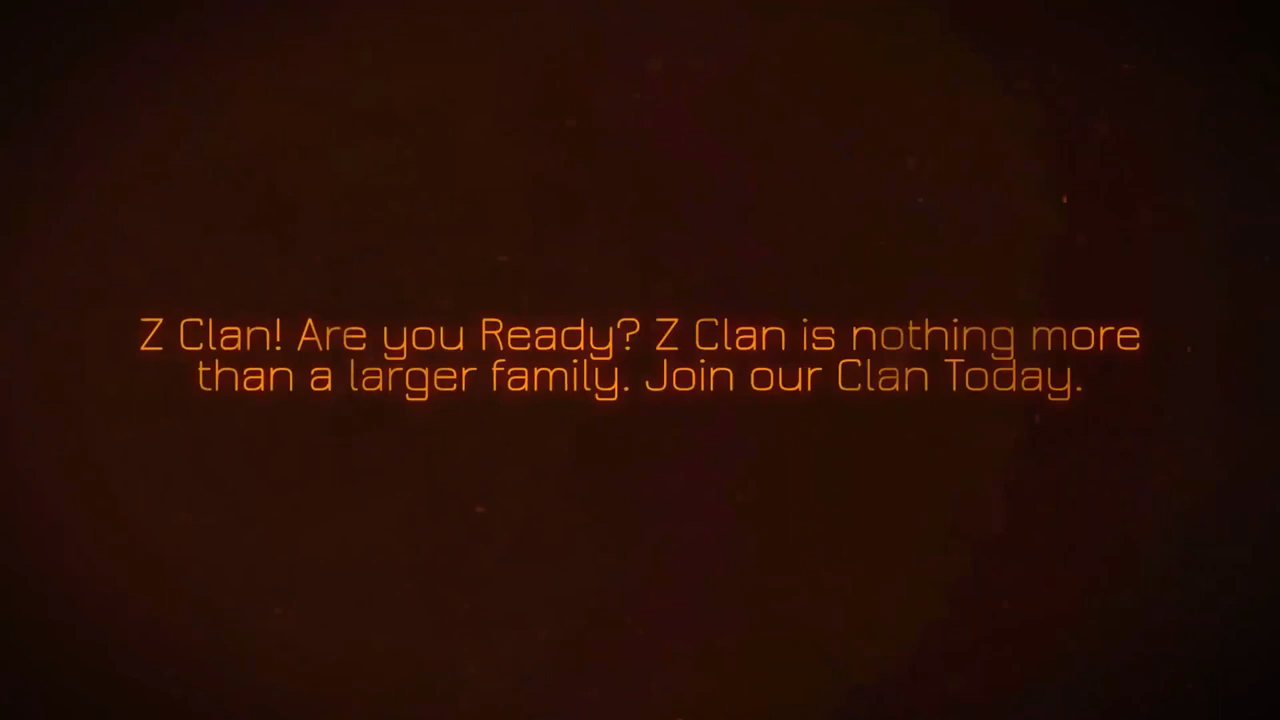 Z Clan! Are you Ready? Z Clan is nothing more
than a larger family. Join our Clan Today.